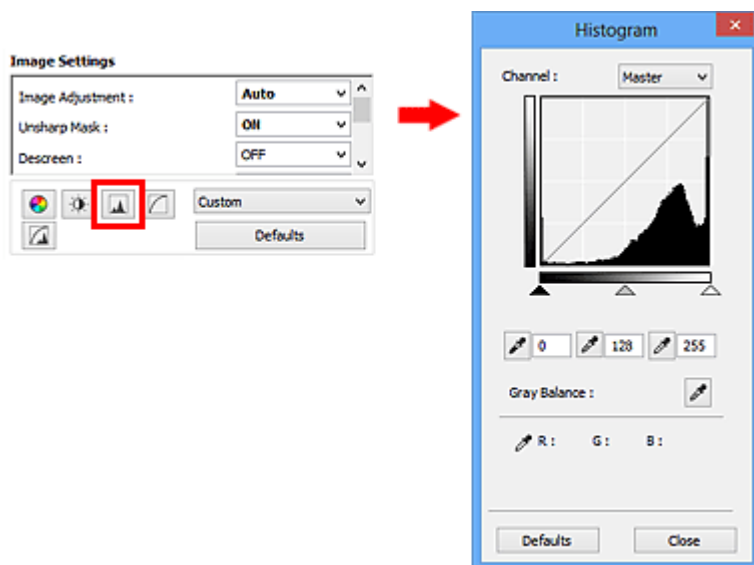 Image Settings
Image Adjustment : Auto
Unsharp Mask : ON
Descreen : OFF
Custom
Defaults
Histogram
Channel : Master
0 128 255
Gray Balance :
R : G : B :
Defaults Close